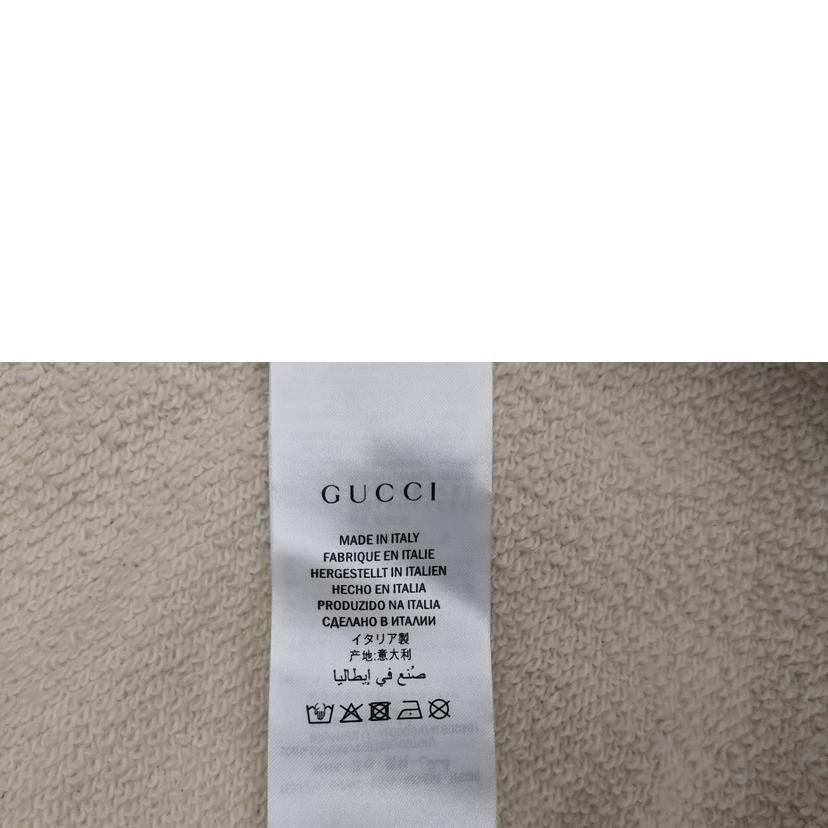 GUCCI
MADE IN ITALY
FABRIQUE EN ITALIE
HERGESTELLT IN ITALIEN
HECHO EN ITALIA
PRODUZIDO NA ITALIA
СДЕЛАНО В ИТАЛИИ
イタリア製
产地:意大利
صُنع في إيطاليا